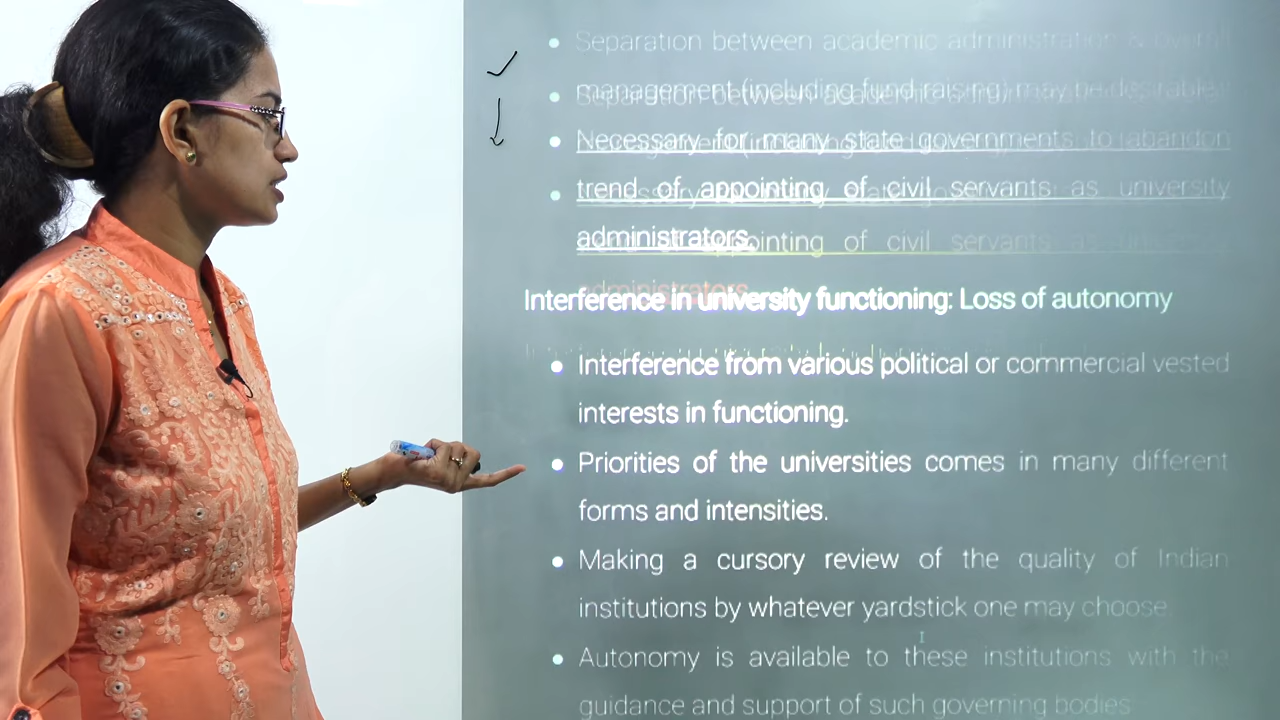 • Separation between academic administration & overall
management (including fund raising) may be desirable.
• Necessary for many state governments to abandon
trend of appointing of civil servants as university
administrators.
Interference in university functioning: Loss of autonomy
• Interference from various political or commercial vested
interests in functioning.
• Priorities of the universities comes in many different
forms and intensities.
• Making a cursory review of the quality of Indian
institutions by whatever yardstick one may choose
• Autonomy is available to these institutions with the
guidance and support of such governing bodies